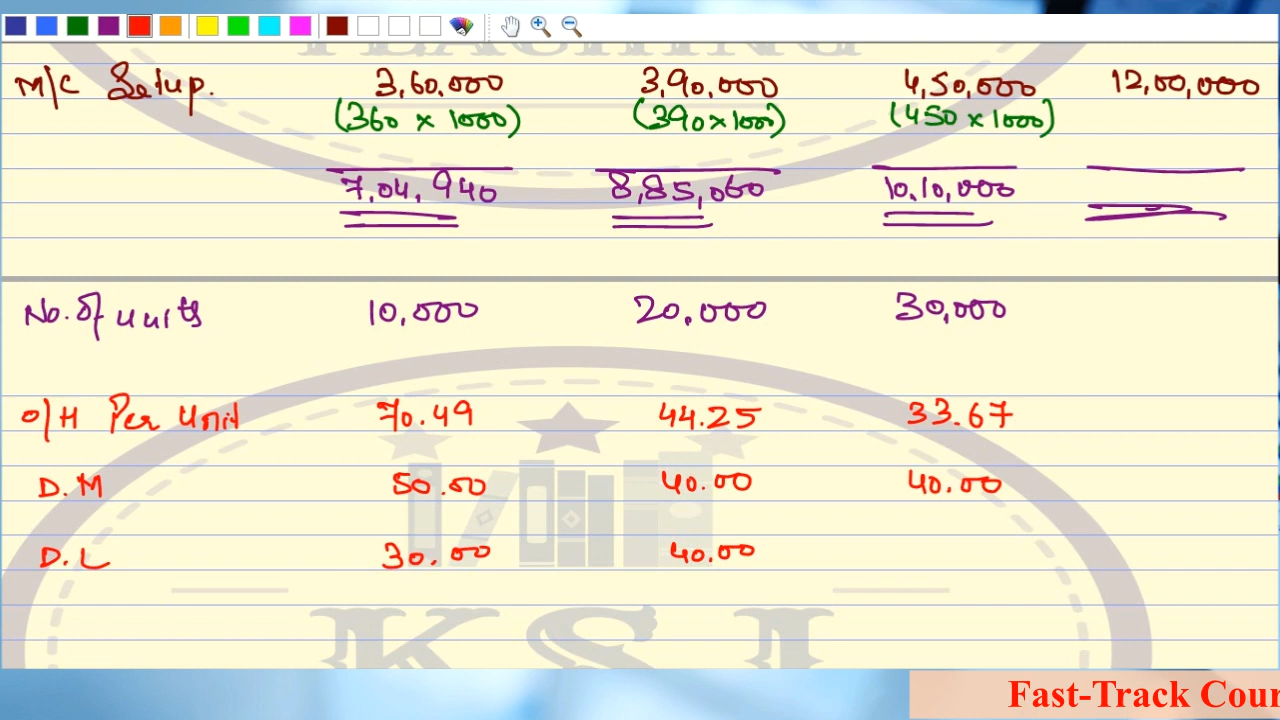 TEACHING
M/C Setup. 3,60,000 3,90,000 4,50,000 12,00,000
(360 x 1000) (390 x 1000) (450 x 1000)
7,04,940 8,85,060 10,10,000
No. of units 10,000 20,000 30,000
O/H Per Unit 70.49 44.25 33.67
D.M 50.00 40.00 40.00
D.L 30.00 40.00
Fast-Track Cour